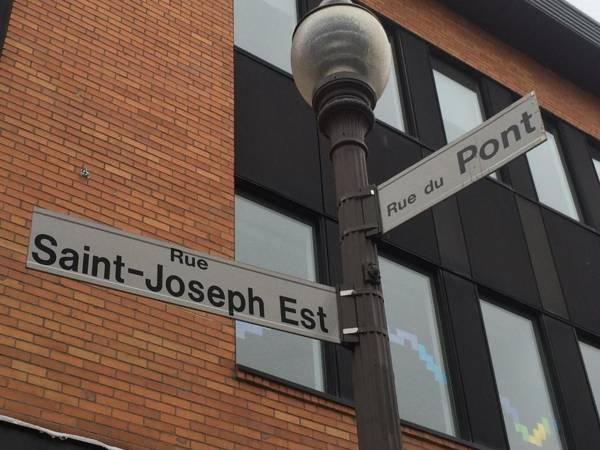 Rue
Saint-Joseph Est
Rue du Pont